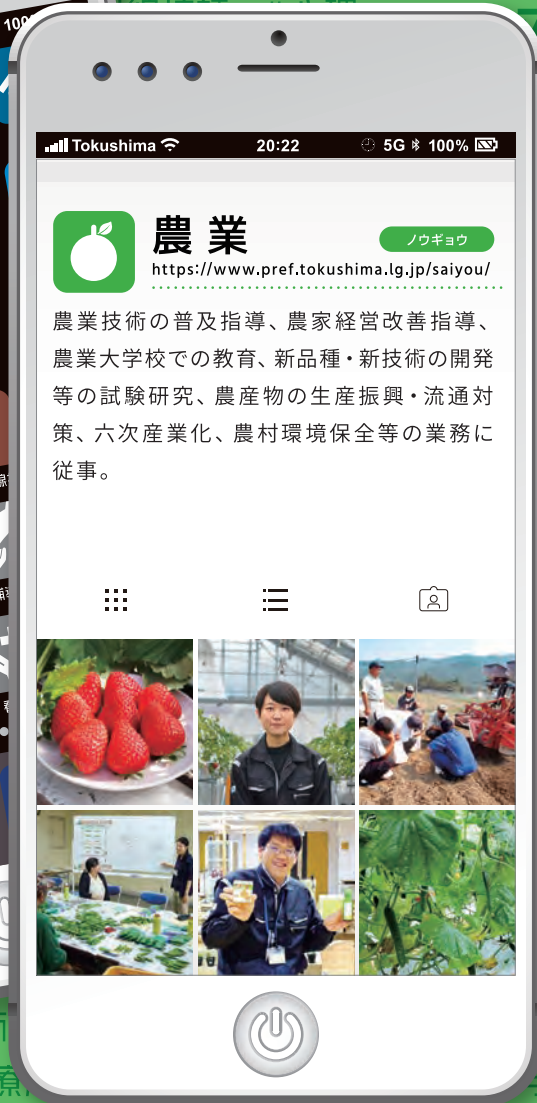 Tokushima 20:22 5G 100%
農業
ノウギョウ
https://www.pref.tokushima.lg.jp/saiyou/
農業技術の普及指導、農家経営改善指導、
農業大学校での教育、新品種・新技術の開発
等の試験研究、農産物の生産振興・流通対
策、六次産業化、農村環境保全等の業務に
従事。